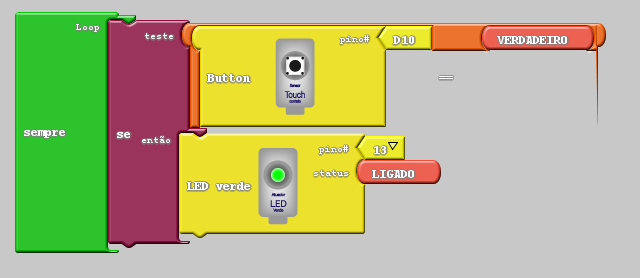 Loop
sempre
se
teste
então
Button
pino# D10
Touch
= VERDADEIRO
LED verde
pino# 13
status LIGADO
LED